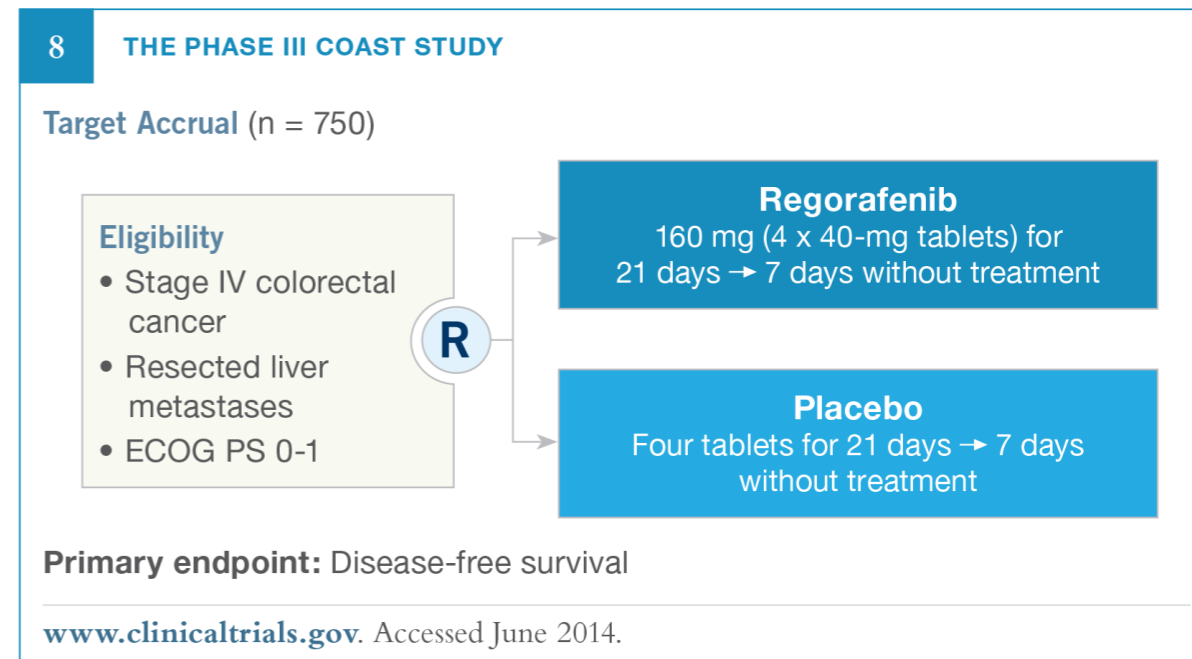 8
THE PHASE III COAST STUDY
Target Accrual (n = 750)
Eligibility
• Stage IV colorectal
cancer
• Resected liver
metastases
• ECOG PS 0-1
R
Regorafenib
160 mg (4 x 40-mg tablets) for
21 days → 7 days without treatment
Placebo
Four tablets for 21 days → 7 days
without treatment
Primary endpoint: Disease-free survival
www.clinicaltrials.gov. Accessed June 2014.